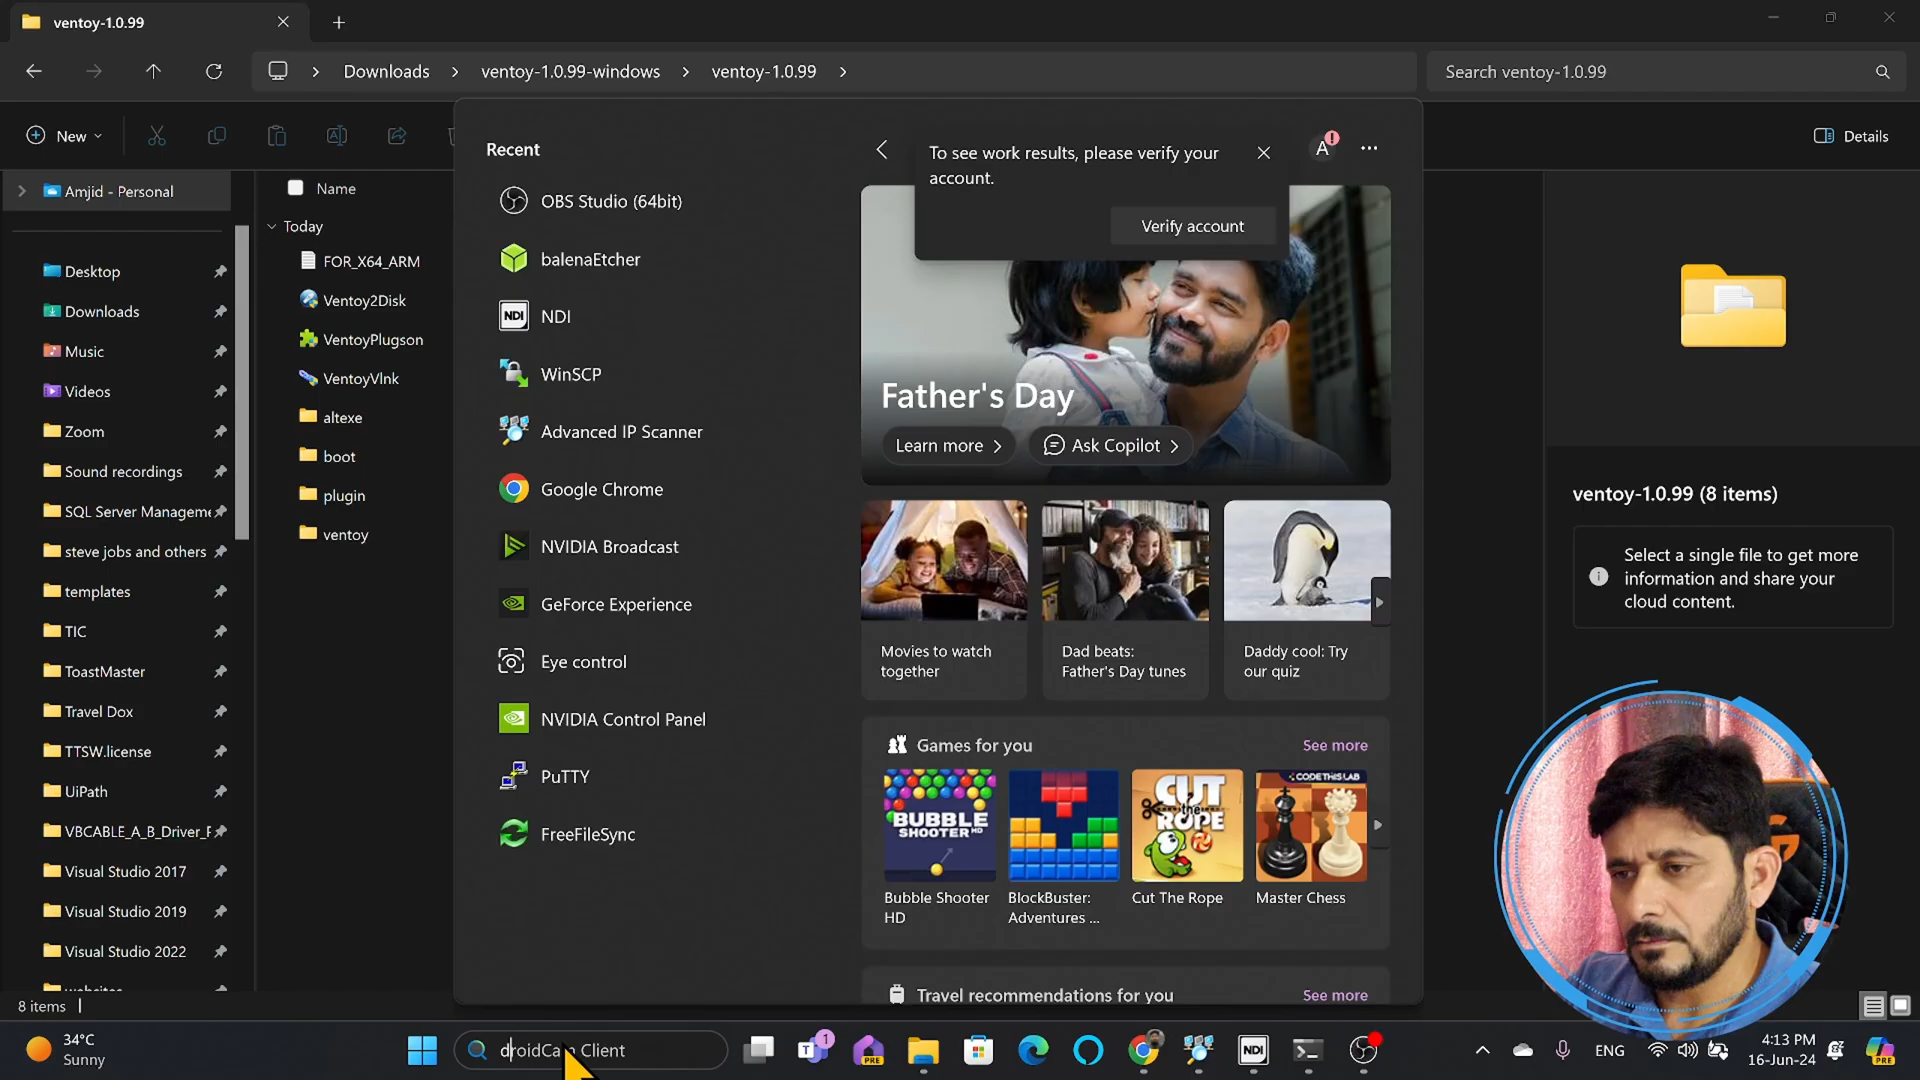 ventoy-1.0.99
Downloads
ventoy-1.0.99-windows
ventoy-1.0.99
Search ventoy-1.0.99
New
Details
Amjid - Personal
Desktop
Downloads
Music
Videos
Zoom
Sound recordings
SQL Server Manageme
steve jobs and others
templates
TIC
ToastMaster
Travel Dox
TTSW.license
UiPath
VBCABLE_A_B_Driver_F
Visual Studio 2017
Visual Studio 2019
Visual Studio 2022
websites
8 items
Name
Today
FOR_X64_ARM
Ventoy2Disk
VentoyPlugson
VentoyVlnk
altexe
boot
plugin
ventoy
Recent
OBS Studio (64bit)
balenaEtcher
NDI
NDI
WinSCP
Advanced IP Scanner
Google Chrome
NVIDIA Broadcast
GeForce Experience
Eye control
NVIDIA Control Panel
PuTTY
FreeFileSync
To see work results, please verify your
account.
Verify account
A
Father's Day
Learn more
Ask Copilot
Movies to watch
together
Dad beats:
Father's Day tunes
Daddy cool: Try
our quiz
Games for you
See more
BUBBLE
SHOOTER HD
CUT
the
ROPE
CODETHISLAB
Bubble Shooter
HD
BlockBuster:
Adventures ...
Cut The Rope
Master Chess
Travel recommendations for you
See more
ventoy-1.0.99 (8 items)
Select a single file to get more
information and share your
cloud content.
34°C
Sunny
droidCam Client
1
PRE
NDI
ENG
4:13 PM
16-Jun-24
PRE